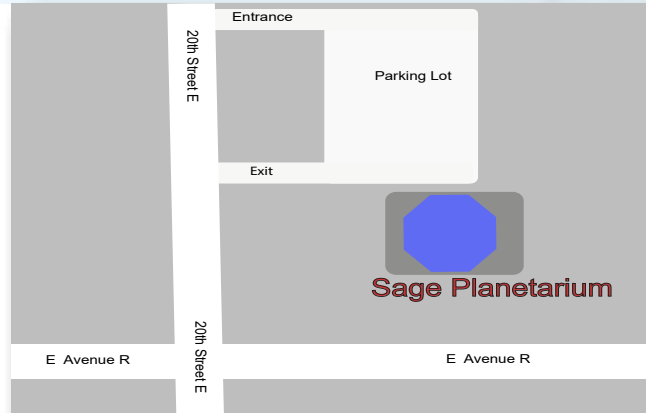 Entrance
20th Street E
Parking Lot
Exit
Sage Planetarium
20th Street E
E Avenue R
E Avenue R